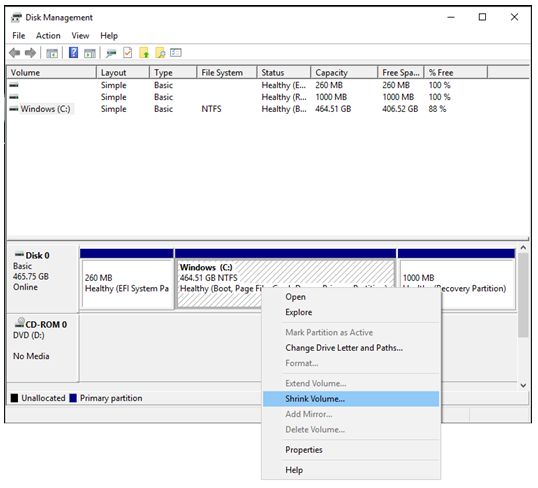 Disk Management
File Action View Help
Volume Layout Type File System Status Capacity Free Spa... % Free
Simple Basic Healthy (E... 260 MB 260 MB 100 %
Simple Basic Healthy (R... 1000 MB 1000 MB 100 %
Windows (C:) Simple Basic NTFS Healthy (B... 464.51 GB 406.52 GB 88 %
Disk 0
Basic
465.75 GB
Online
260 MB
Healthy (EFI System Pa
Windows (C:)
464.51 GB NTFS
Healthy (Boot, Page
1000 MB
Recovery Partition)
CD-ROM 0
DVD (D:)
No Media
Unallocated Primary partition
Open
Explore
Mark Partition as Active
Change Drive Letter and Paths...
Format...
Extend Volume...
Shrink Volume...
Add Mirror...
Delete Volume...
Properties
Help